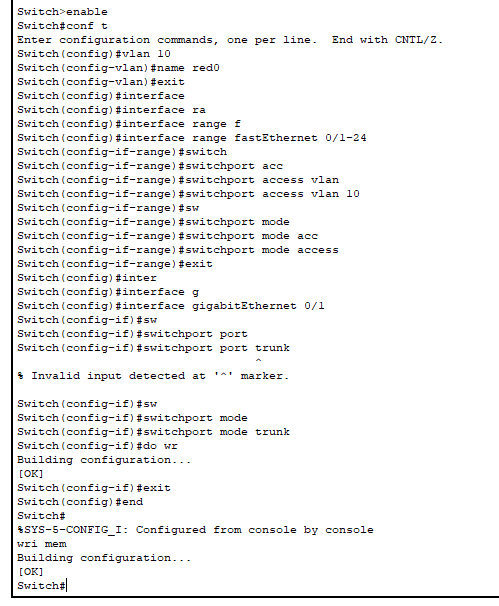 Switch>enable
Switch#conf t
Enter configuration commands, one per line.  End with CNTL/Z.
Switch(config)#vlan 10
Switch(config-vlan)#name red0
Switch(config-vlan)#exit
Switch(config)#interface
Switch(config)#interface ra
Switch(config)#interface range f
Switch(config)#interface range fastEthernet 0/1-24
Switch(config-if-range)#switch
Switch(config-if-range)#switchport acc
Switch(config-if-range)#switchport access vlan
Switch(config-if-range)#switchport access vlan 10
Switch(config-if-range)#sw
Switch(config-if-range)#switchport mode
Switch(config-if-range)#switchport mode acc
Switch(config-if-range)#switchport mode access
Switch(config-if-range)#exit
Switch(config)#inter
Switch(config)#interface g
Switch(config)#interface gigabitEthernet 0/1
Switch(config-if)#sw
Switch(config-if)#switchport port
Switch(config-if)#switchport port trunk
^
% Invalid input detected at '^' marker.
Switch(config-if)#sw
Switch(config-if)#switchport mode
Switch(config-if)#switchport mode trunk
Switch(config-if)#do wr
Building configuration...
[OK]
Switch(config-if)#exit
Switch(config)#end
Switch#
%SYS-5-CONFIG_I: Configured from console by console
wri mem
Building configuration...
[OK]
Switch#